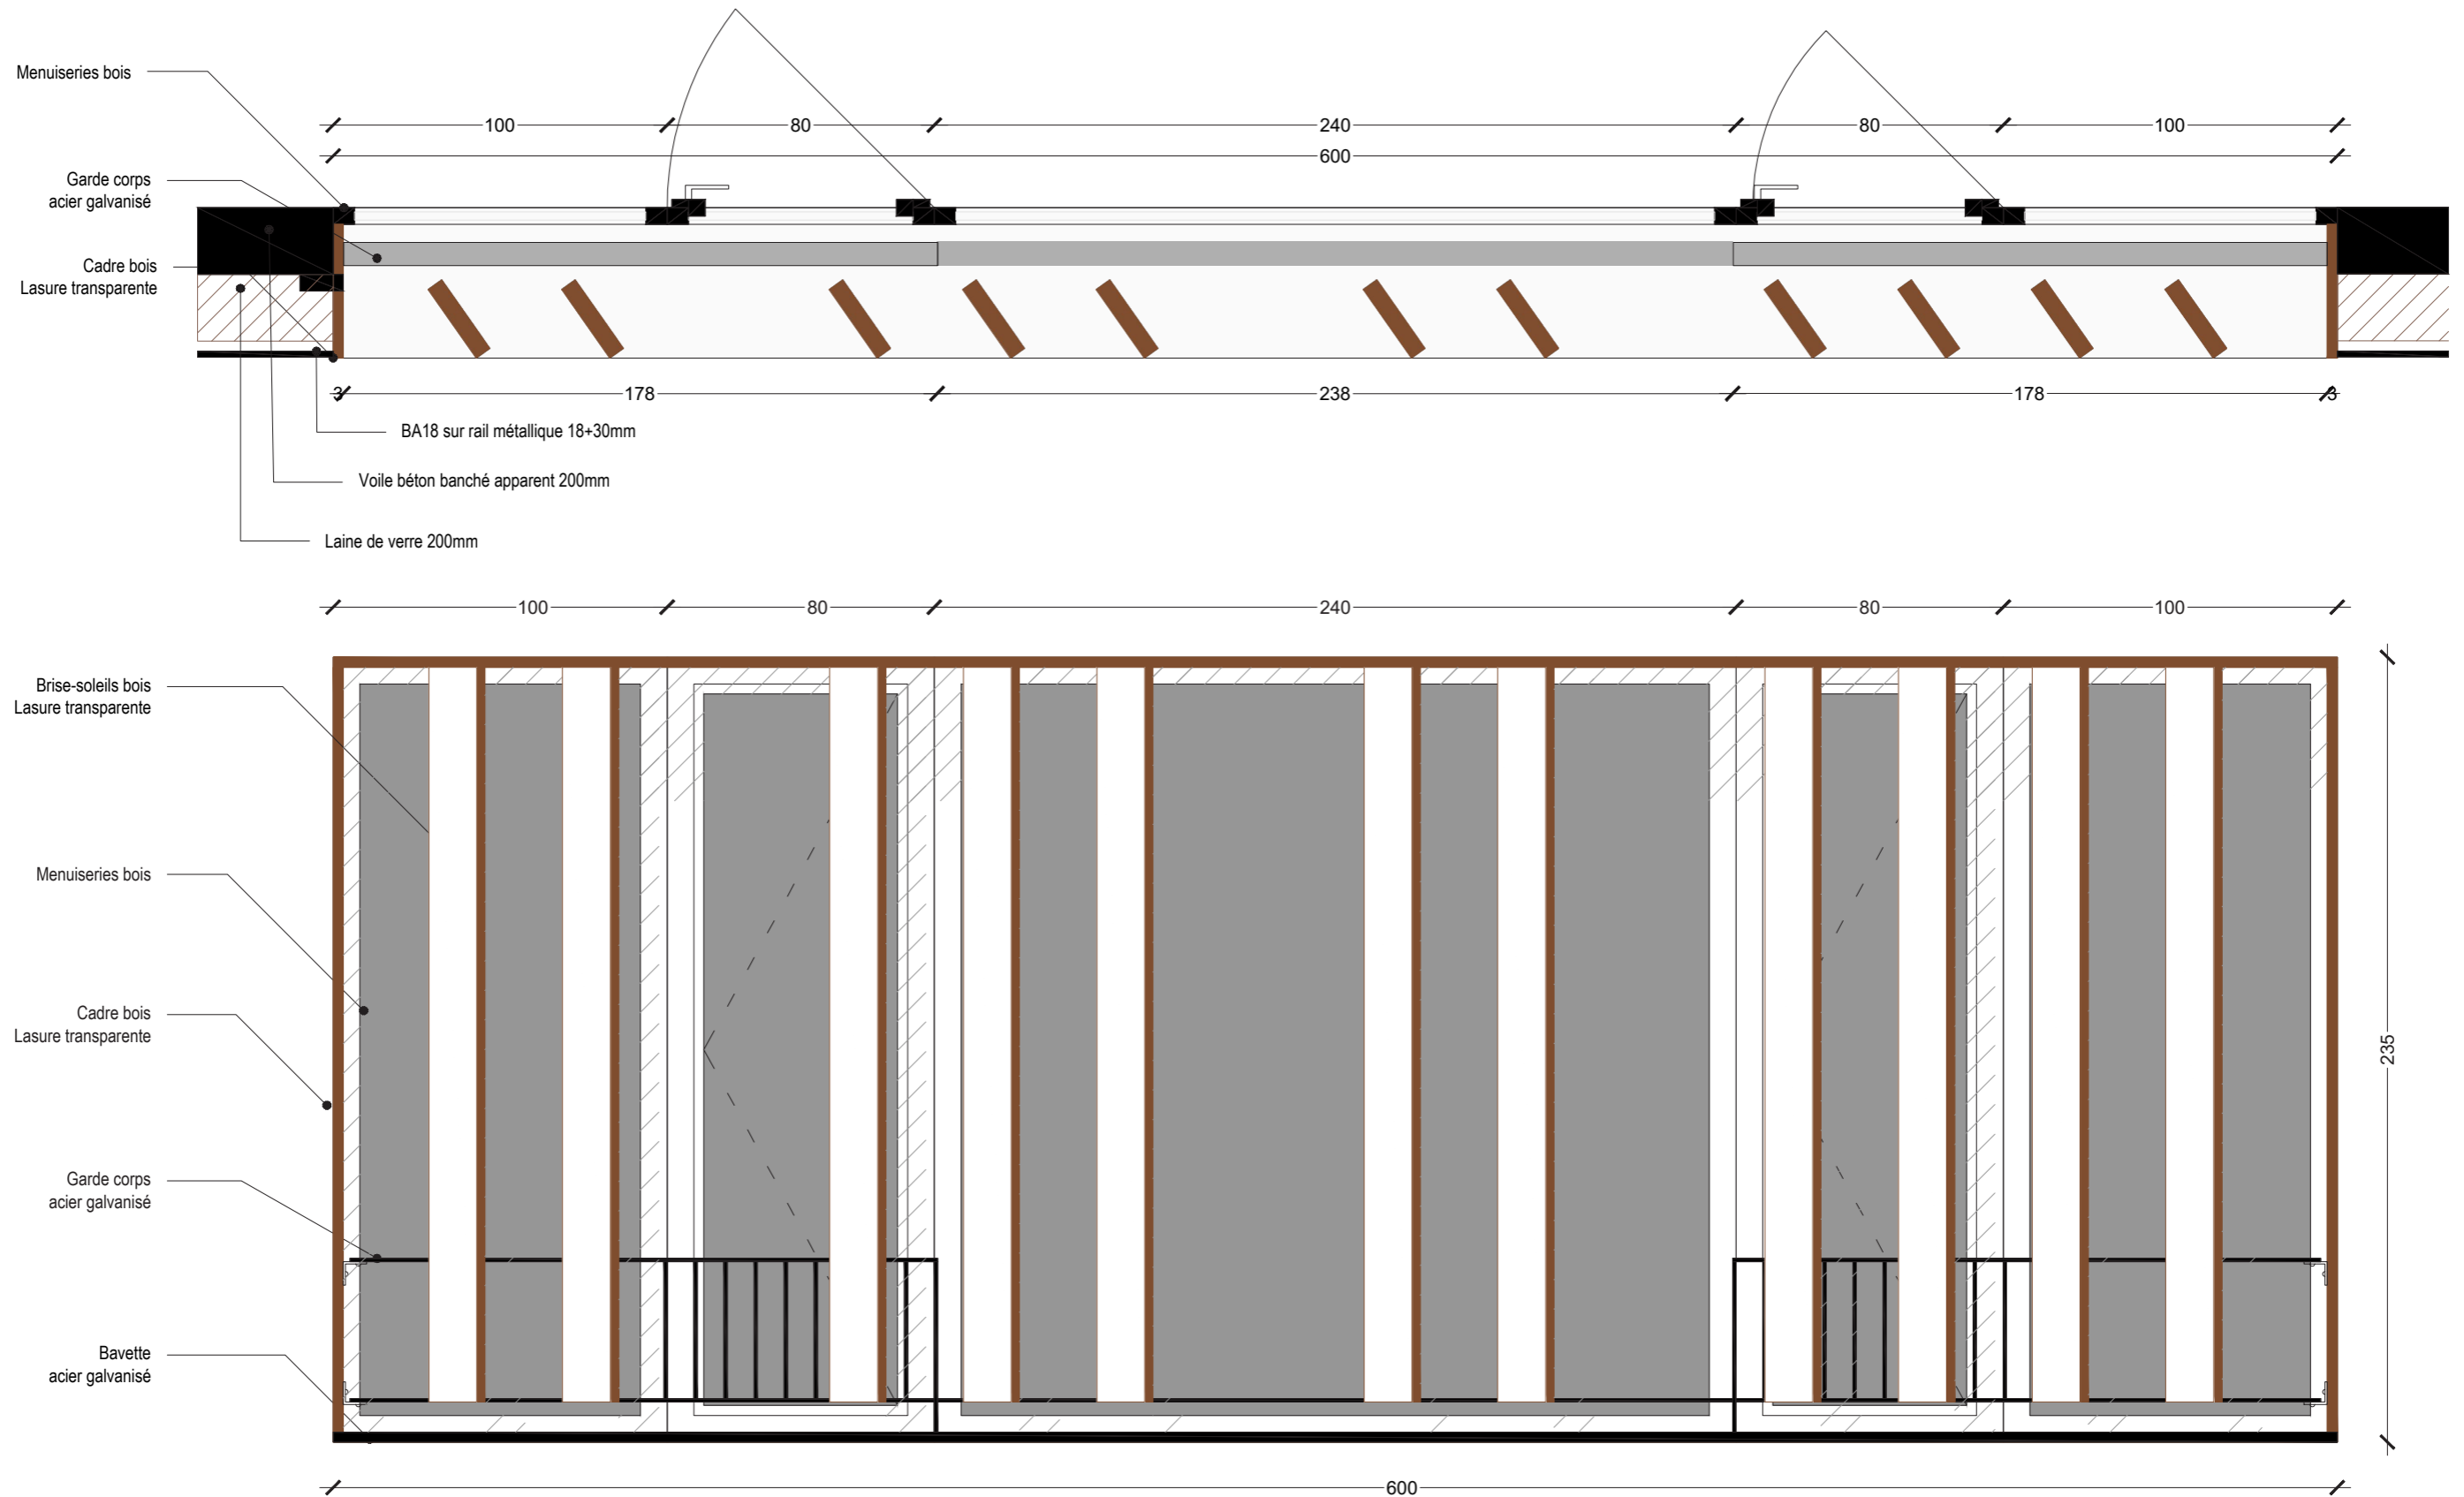 Menuiseries bois
100
80
240
80
100
600
Garde corps
acier galvanisé
Cadre bois
Lasure transparente
3
178
238
178
3
BA18 sur rail métallique 18+30mm
Voile béton banché apparent 200mm
Laine de verre 200mm
100
80
240
80
100
Brise-soleils bois
Lasure transparente
Menuiseries bois
Cadre bois
Lasure transparente
235
Garde corps
acier galvanisé
Bavette
acier galvanisé
600